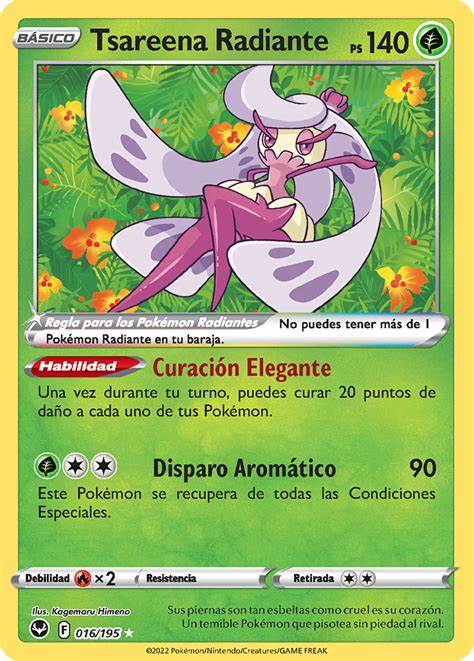 BÁSICO Tsareena Radiante PS 140
Regla para los Pokémon Radiantes No puedes tener más de 1
Pokémon Radiante en tu baraja.
Habilidad Curación Elegante
Una vez durante tu turno, puedes curar 20 puntos de
daño a cada uno de tus Pokémon.
Disparo Aromático 90
Este Pokémon se recupera de todas las Condiciones
Especiales.
Debilidad ×2 Resistencia Retirada
Ilus. Kagemaru Himeno
F 016/195
Sus piernas son tan esbeltas como cruel es su corazón.
Un temible Pokémon que pisotea sin piedad al rival.
©2022 Pokémon/Nintendo/Creatures/GAME FREAK